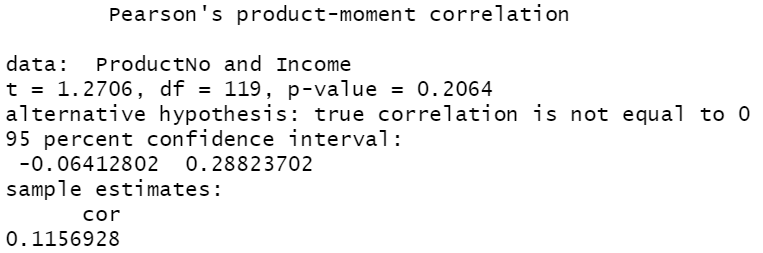 Pearson's product-moment correlation
data:  ProductNo and Income
t = 1.2706, df = 119, p-value = 0.2064
alternative hypothesis: true correlation is not equal to 0
95 percent confidence interval:
-0.06412802  0.28823702
sample estimates:
cor
0.1156928